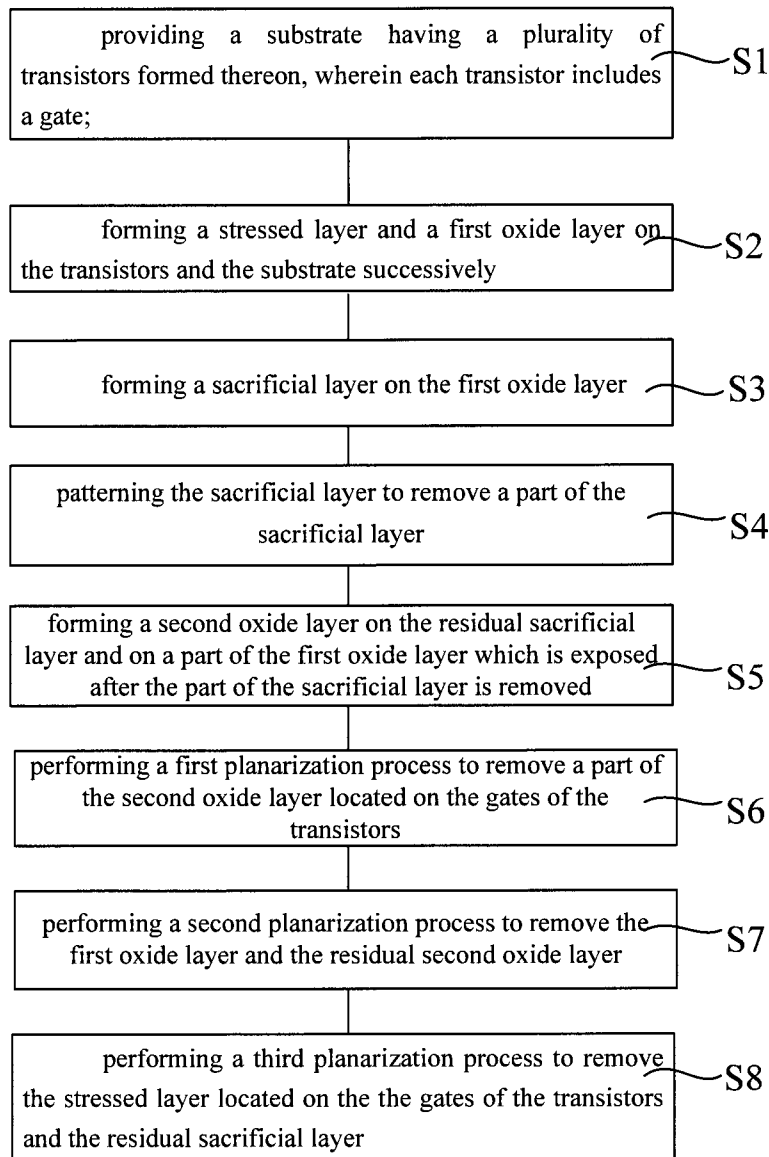 providing a substrate having a plurality of
transistors formed thereon, wherein each transistor includes
a gate;
S1
forming a stressed layer and a first oxide layer on
the transistors and the substrate successively
S2
forming a sacrificial layer on the first oxide layer
S3
patterning the sacrificial layer to remove a part of the
sacrificial layer
S4
forming a second oxide layer on the residual sacrificial
layer and on a part of the first oxide layer which is exposed
after the part of the sacrificial layer is removed
S5
performing a first planarization process to remove a part of
the second oxide layer located on the gates of the
transistors
S6
performing a second planarization process to remove the
first oxide layer and the residual second oxide layer
S7
performing a third planarization process to remove
the stressed layer located on the the gates of the transistors
and the residual sacrificial layer
S8